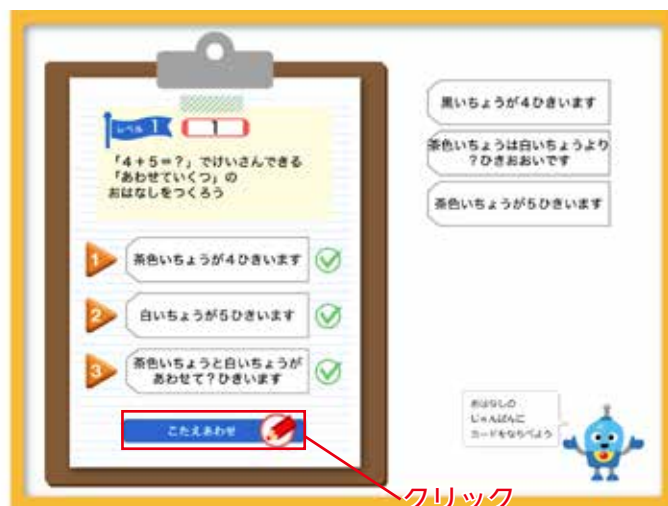 レベル 1
1
「4+5=?」でけいさんできる
「あわせていくつ」の
おはなしをつくろう
1 茶色いちょうが4ひきいます
2 白いちょうが5ひきいます
3 茶色いちょうと白いちょうが
あわせて?ひきいます
こたえあわせ
黒いちょうが4ひきいます
茶色いちょうは白いちょうより
?ひきおおいです
茶色いちょうが5ひきいます
おはなしの
じゅんばんに
カードをならべよう
クリック